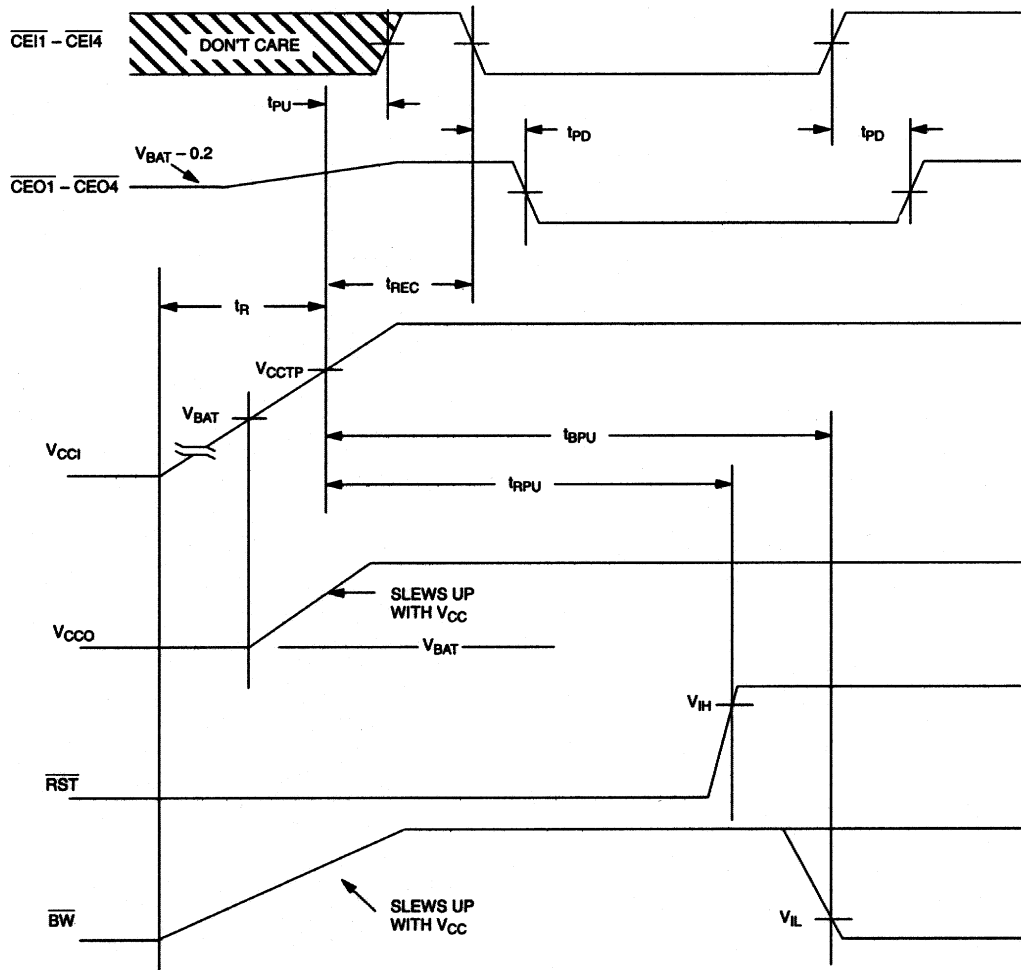 CEI1 – CEI4
DON'T CARE
tPU
tPD
tPD
VBAT – 0.2
CEO1 – CEO4
tREC
tR
VCCTP
VBAT
tBPU
VCCI
tRPU
SLEWS UP
WITH VCC
VCCO
VBAT
VIH
RST
SLEWS UP
WITH VCC
BW
VIL